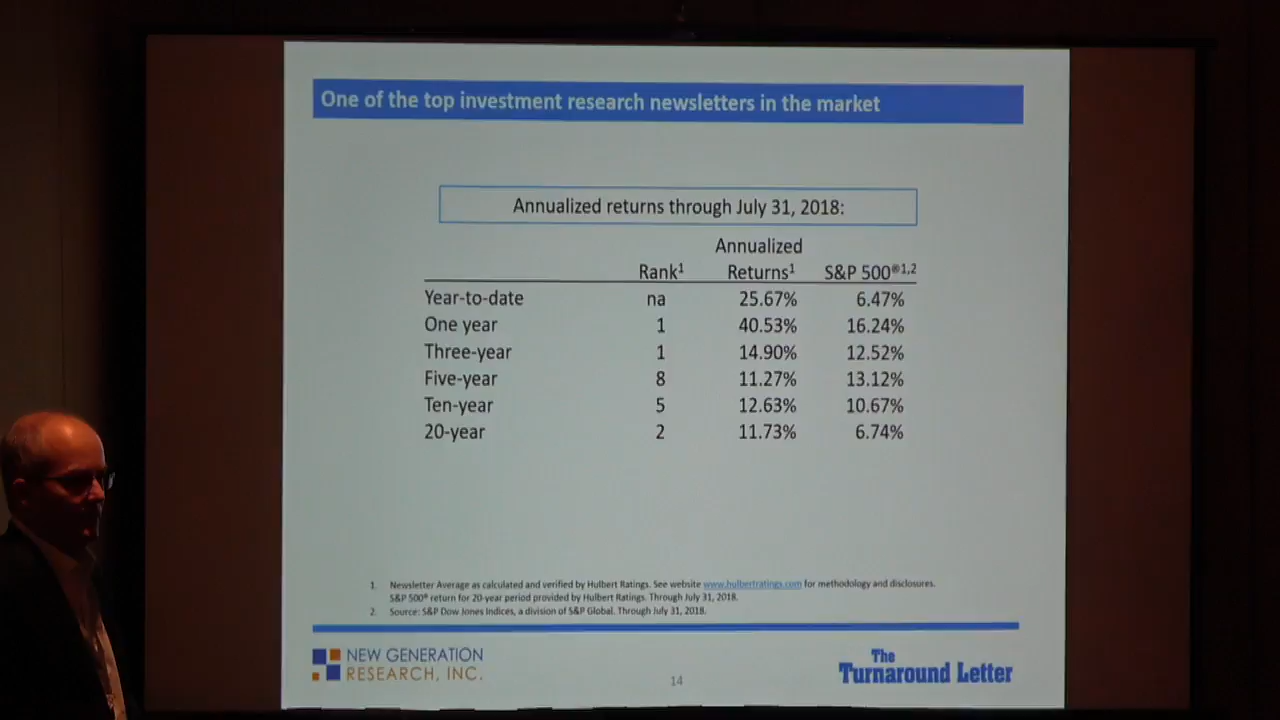 One of the top investment research newsletters in the market
Annualized returns through July 31, 2018:
Annualized
Rank¹ Returns¹ S&P 500®1,2
Year-to-date na 25.67% 6.47%
One year 1 40.53% 16.24%
Three-year 1 14.90% 12.52%
Five-year 8 11.27% 13.12%
Ten-year 5 12.63% 10.67%
20-year 2 11.73% 6.74%
1. Newsletter Average as calculated and verified by Hulbert Ratings. See website www.hulbertratings.com for methodology and disclosures.
S&P 500® return for 20-year period provided by Hulbert Ratings. Through July 31, 2018.
2. Source: S&P Dow Jones Indices, a division of S&P Global. Through July 31, 2018.
NEW GENERATION
RESEARCH, INC.
14
The
Turnaround Letter